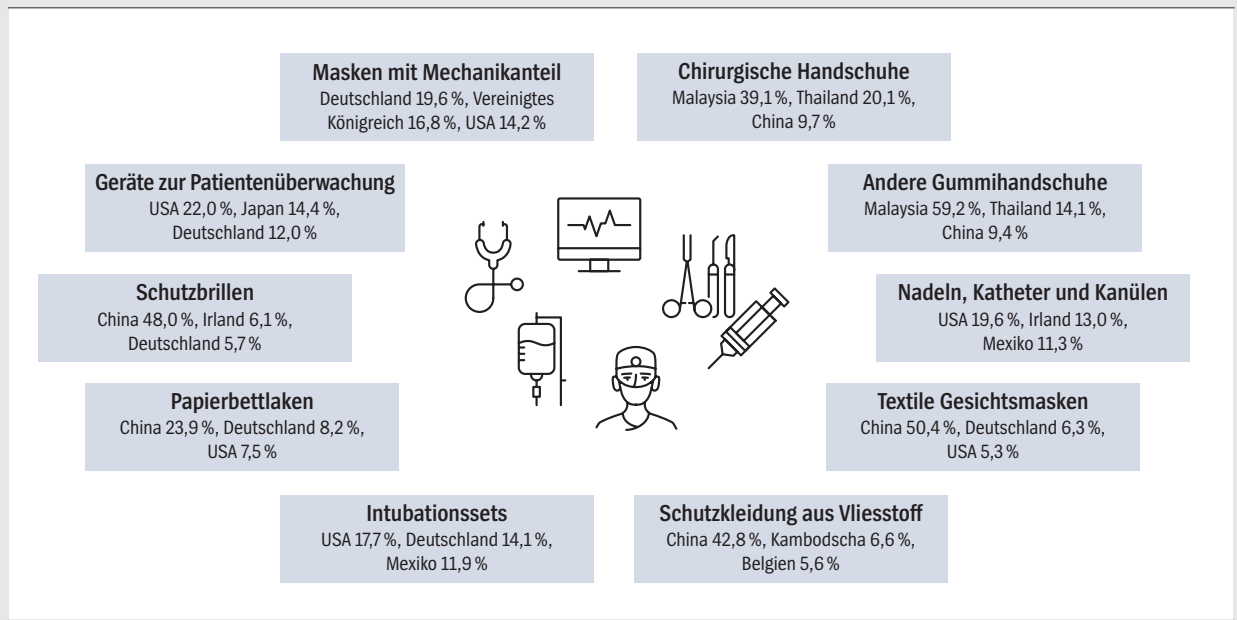 Masken mit Mechanikanteil
Deutschland 19,6 %, Vereinigtes
Königreich 16,8 %, USA 14,2 %
Chirurgische Handschuhe
Malaysia 39,1 %, Thailand 20,1 %,
China 9,7 %
Geräte zur Patientenüberwachung
USA 22,0 %, Japan 14,4 %,
Deutschland 12,0 %
Andere Gummihandschuhe
Malaysia 59,2 %, Thailand 14,1 %,
China 9,4 %
Schutzbrillen
China 48,0 %, Irland 6,1 %,
Deutschland 5,7 %
Nadeln, Katheter und Kanülen
USA 19,6 %, Irland 13,0 %,
Mexiko 11,3 %
Papierbettlaken
China 23,9 %, Deutschland 8,2 %,
USA 7,5 %
Textile Gesichtsmasken
China 50,4 %, Deutschland 6,3 %,
USA 5,3 %
Intubationssets
USA 17,7 %, Deutschland 14,1 %,
Mexiko 11,9 %
Schutzkleidung aus Vliesstoff
China 42,8 %, Kambodscha 6,6 %,
Belgien 5,6 %